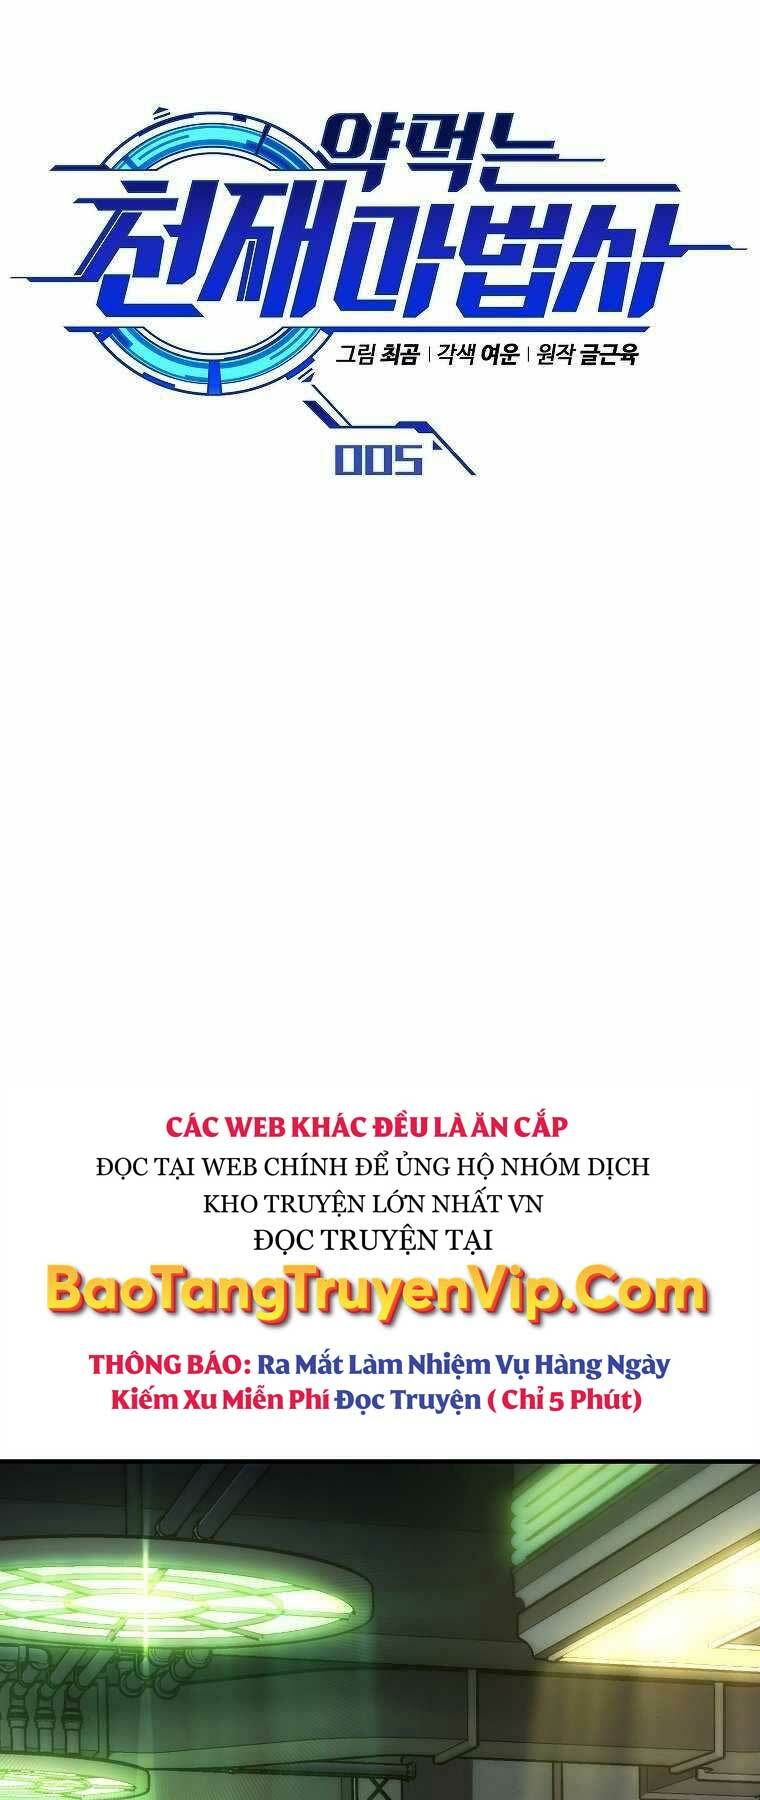 약먹는
천재마법사
그림 최곰 | 각색 여운 | 원작 글근육
005
CÁC WEB KHÁC ĐỀU LÀ ĂN CẮP
ĐỌC TẠI WEB CHÍNH ĐỂ ỦNG HỘ NHÓM DỊCH
KHO TRUYỆN LỚN NHẤT VN
ĐỌC TRUYỆN TẠI
BaoTangTruyenVip.Com
THÔNG BÁO: Ra Mắt Làm Nhiệm Vụ Hàng Ngày
Kiếm Xu Miễn Phí Đọc Truyện ( Chỉ 5 Phút)